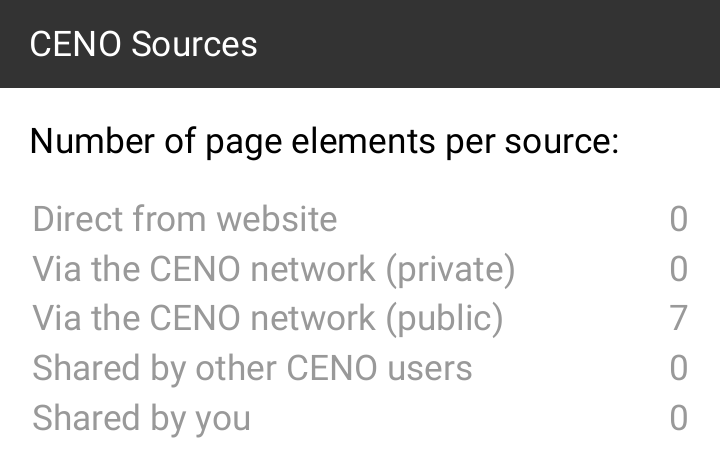 CENO Sources
Number of page elements per source:
Direct from website 0
Via the CENO network (private) 0
Via the CENO network (public) 7
Shared by other CENO users 0
Shared by you 0